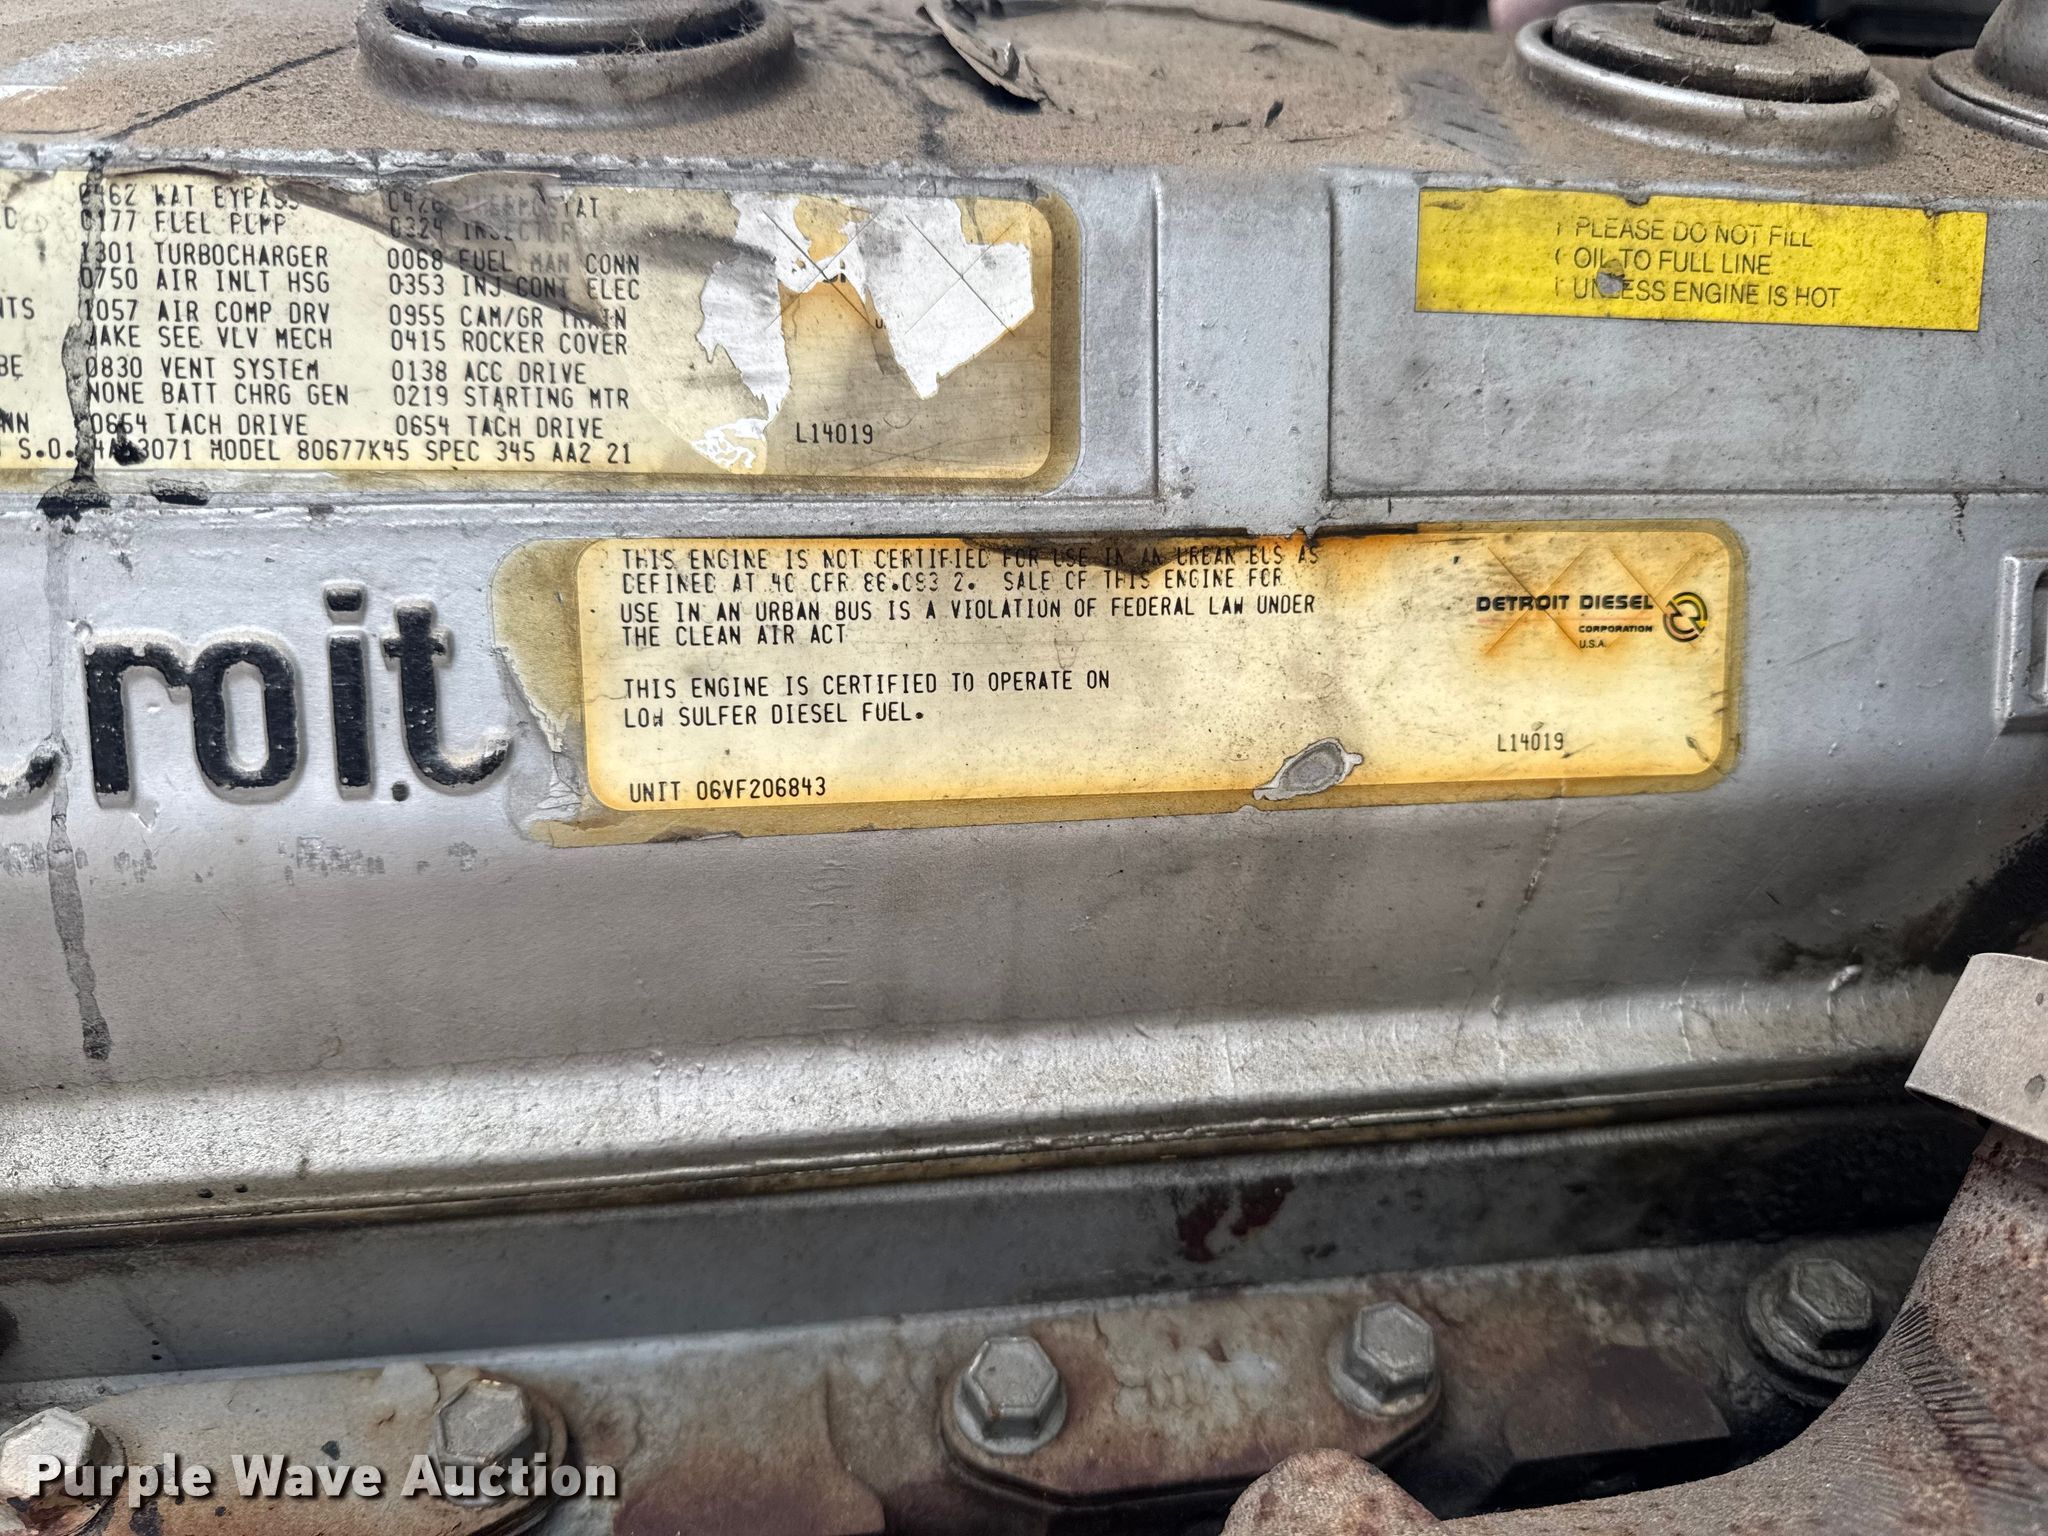 0462 WAT BYPASS
0177 FUEL PUMP 0324 INJECTOR
1301 TURBOCHARGER 0068 FUEL MAN CONN
0750 AIR INLT HSG 0353 INJ CONT ELEC
NTS 1057 AIR COMP DRV 0955 CAM/GR TRAIN
JAKE SEE VLV MECH 0415 ROCKER COVER
BE 0830 VENT SYSTEM 0138 ACC DRIVE
NONE BATT CHRG GEN 0219 STARTING MTR
NN 0654 TACH DRIVE 0654 TACH DRIVE
S.O. 3071 MODEL 80677K45 SPEC 345 AA2 21
L14019
PLEASE DO NOT FILL
OIL TO FULL LINE
UNLESS ENGINE IS HOT
roit
THIS ENGINE IS NOT CERTIFIED FOR USE IN AN URBAN BUS AS
DEFINED AT 40 CFR 86.093 2. SALE OF THIS ENGINE FOR
USE IN AN URBAN BUS IS A VIOLATION OF FEDERAL LAW UNDER
THE CLEAN AIR ACT
THIS ENGINE IS CERTIFIED TO OPERATE ON
LOW SULFER DIESEL FUEL.
UNIT 06VF206843
DETROIT DIESEL
CORPORATION
U.S.A.
L14019
Purple Wave Auction